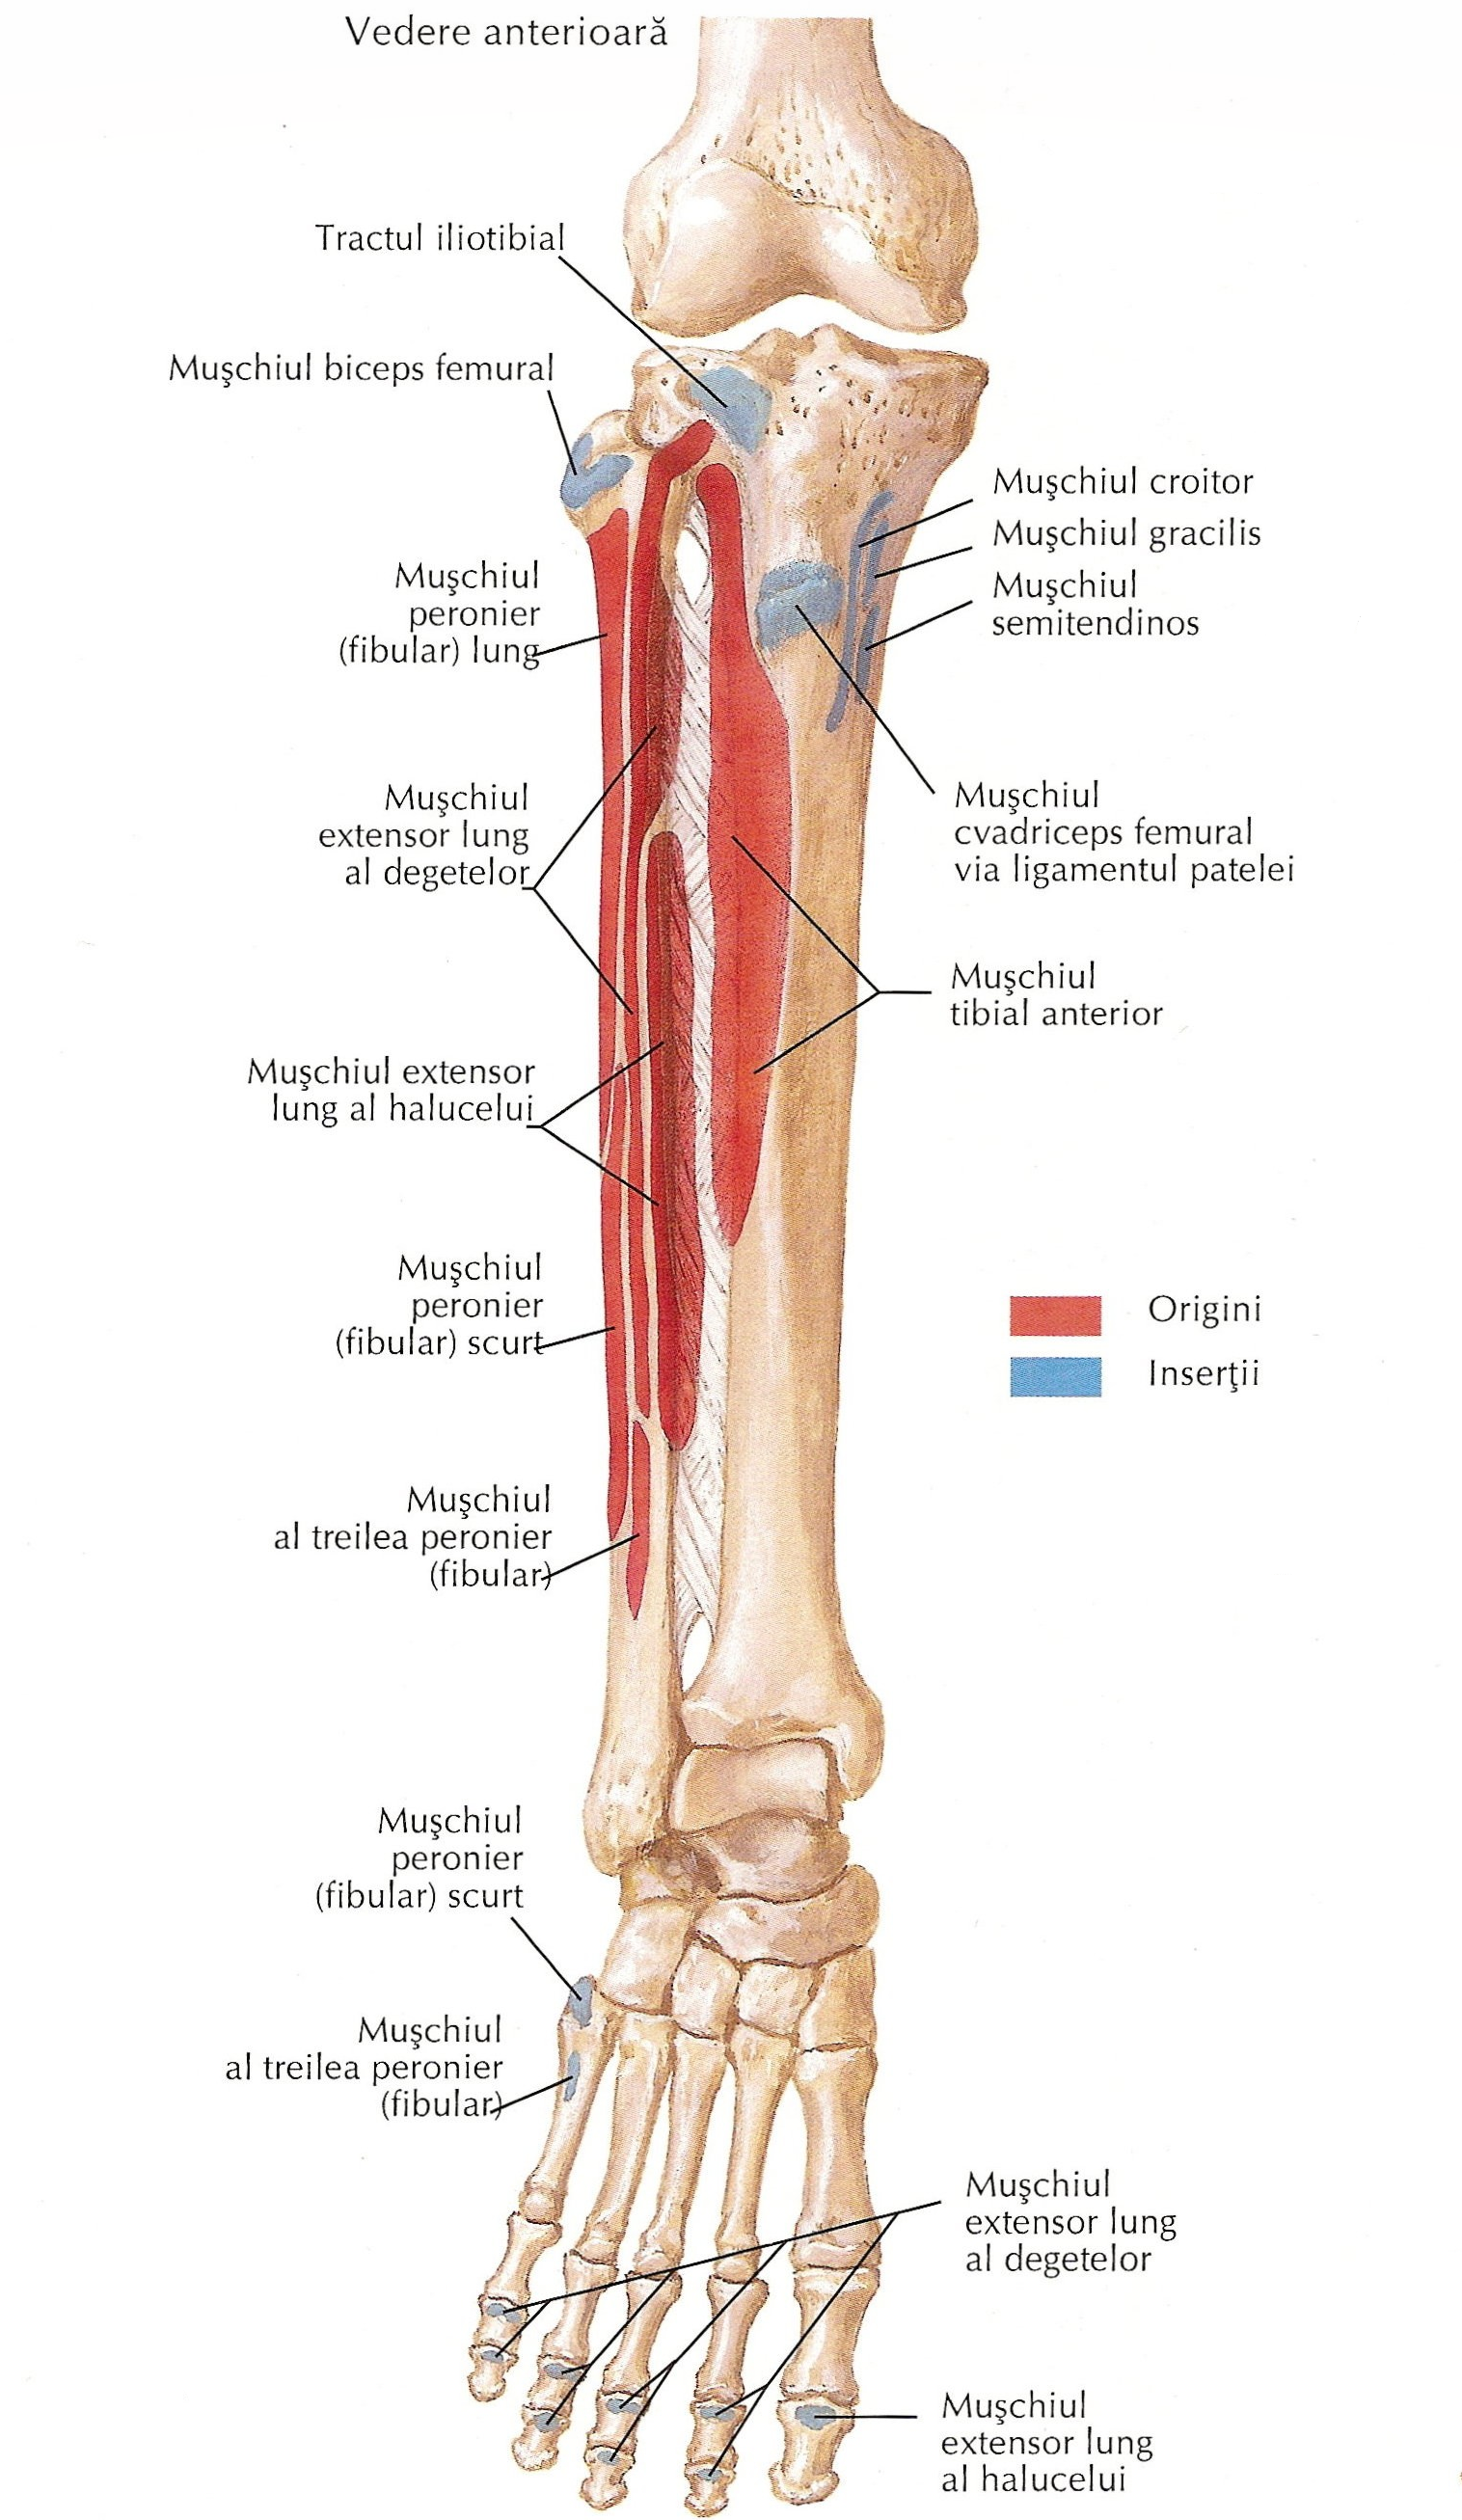 Vedere anterioară
Tractul iliotibial
Muşchiul biceps femural
Muşchiul croitor
Muşchiul gracilis
Muşchiul
semitendinos
Muşchiul
peronier
(fibular) lung
Muşchiul
extensor lung
al degetelor
Muşchiul
cvadriceps femural
via ligamentul patelei
Muşchiul
tibial anterior
Muşchiul extensor
lung al halucelui
Muşchiul
peronier
(fibular) scurt
Origini
Inserţii
Muşchiul
al treilea peronier
(fibular)
Muşchiul
peronier
(fibular) scurt
Muşchiul
al treilea peronier
(fibular)
Muşchiul
extensor lung
al degetelor
Muşchiul
extensor lung
al halucelui